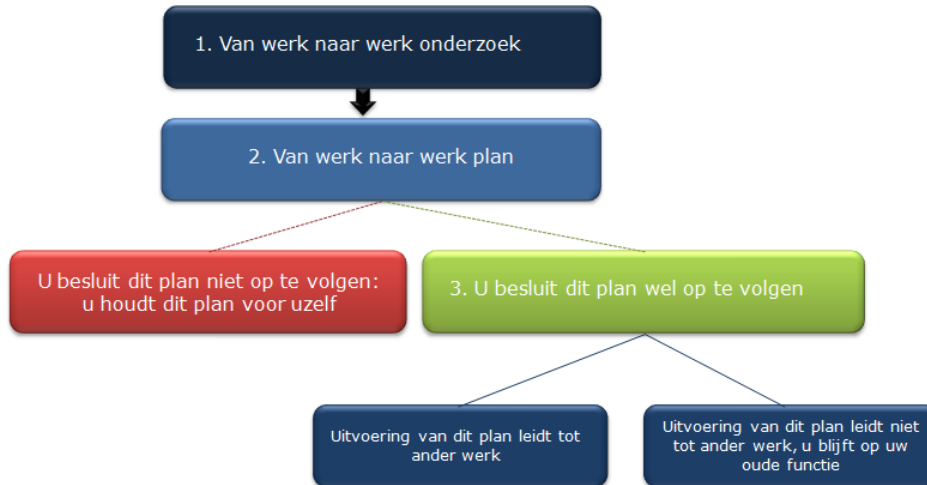 1. Van werk naar werk onderzoek
2. Van werk naar werk plan
U besluit dit plan niet op te volgen:
u houdt dit plan voor uzelf
3. U besluit dit plan wel op te volgen
Uitvoering van dit plan leidt tot
ander werk
Uitvoering van dit plan leidt niet
tot ander werk, u blijft op uw
oude functie